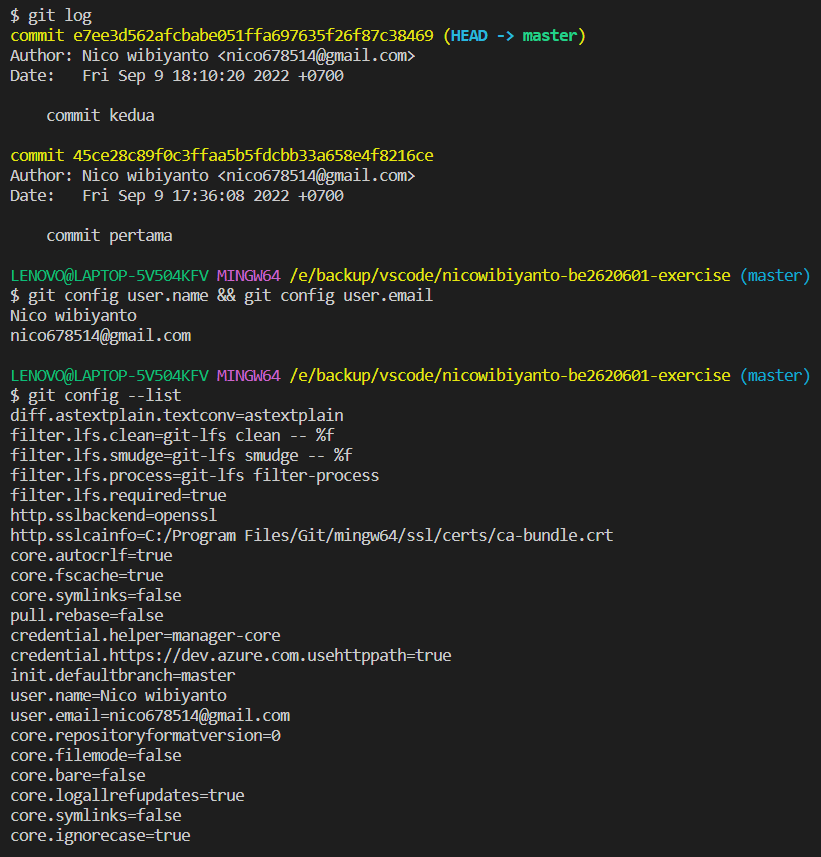 $ git log
commit e7ee3d562afcbabe051ffa697635f26f87c38469 (HEAD -> master)
Author: Nico wibiyanto <nico678514@gmail.com>
Date:   Fri Sep 9 18:10:20 2022 +0700

    commit kedua

commit 45ce28c89f0c3ffaa5b5fdcbb33a658e4f8216ce
Author: Nico wibiyanto <nico678514@gmail.com>
Date:   Fri Sep 9 17:36:08 2022 +0700

    commit pertama

LENOVO@LAPTOP-5V504KFV MINGW64 /e/backup/vscode/nicowibiyanto-be2620601-exercise (master)
$ git config user.name && git config user.email
Nico wibiyanto
nico678514@gmail.com

LENOVO@LAPTOP-5V504KFV MINGW64 /e/backup/vscode/nicowibiyanto-be2620601-exercise (master)
$ git config --list
diff.astextplain.textconv=astextplain
filter.lfs.clean=git-lfs clean -- %f
filter.lfs.smudge=git-lfs smudge -- %f
filter.lfs.process=git-lfs filter-process
filter.lfs.required=true
http.sslbackend=openssl
http.sslcainfo=C:/Program Files/Git/mingw64/ssl/certs/ca-bundle.crt
core.autocrlf=true
core.fscache=true
core.symlinks=false
pull.rebase=false
credential.helper=manager-core
credential.https://dev.azure.com.usehttppath=true
init.defaultbranch=master
user.name=Nico wibiyanto
user.email=nico678514@gmail.com
core.repositoryformatversion=0
core.filemode=false
core.bare=false
core.logallrefupdates=true
core.symlinks=false
core.ignorecase=true